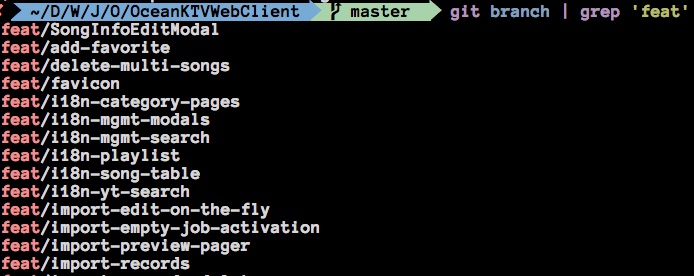 ~/D/W/J/O/OceanKTVWebClient master git branch | grep 'feat'
feat/SongInfoEditModal
feat/add-favorite
feat/delete-multi-songs
feat/favicon
feat/i18n-category-pages
feat/i18n-mgmt-modals
feat/i18n-mgmt-search
feat/i18n-playlist
feat/i18n-song-table
feat/i18n-yt-search
feat/import-edit-on-the-fly
feat/import-empty-job-activation
feat/import-preview-pager
feat/import-records